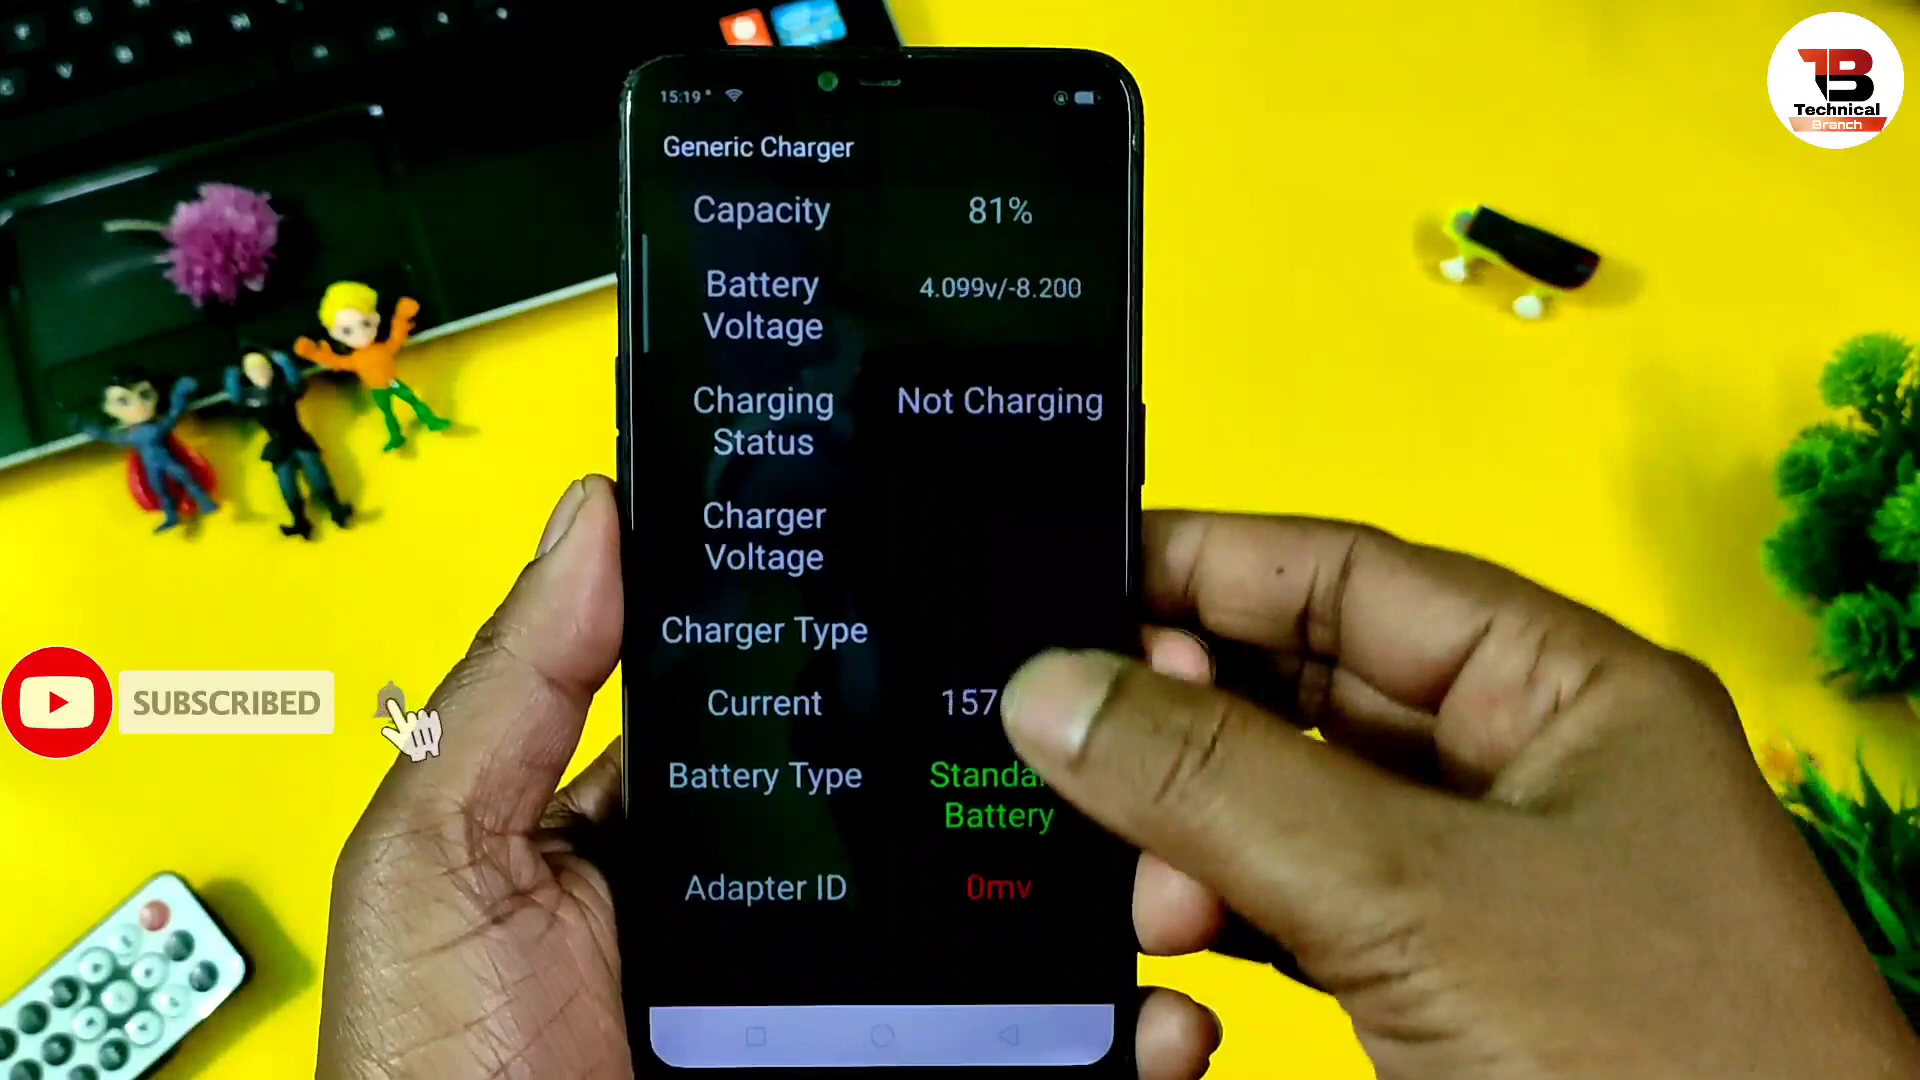 15:19
Generic Charger
Capacity 81%
Battery Voltage 4.099v/-8.200
Charging Status Not Charging
Charger Voltage
Charger Type
Current 157
Battery Type Battery
Adapter ID 0mv
SUBSCRIBED
TB
Technical
Branch